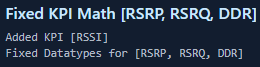 Fixed KPI Math [RSRP, RSRQ, DDR]
Added KPI [RSSI]
Fixed Datatypes for [RSRP, RSRQ, DDR]